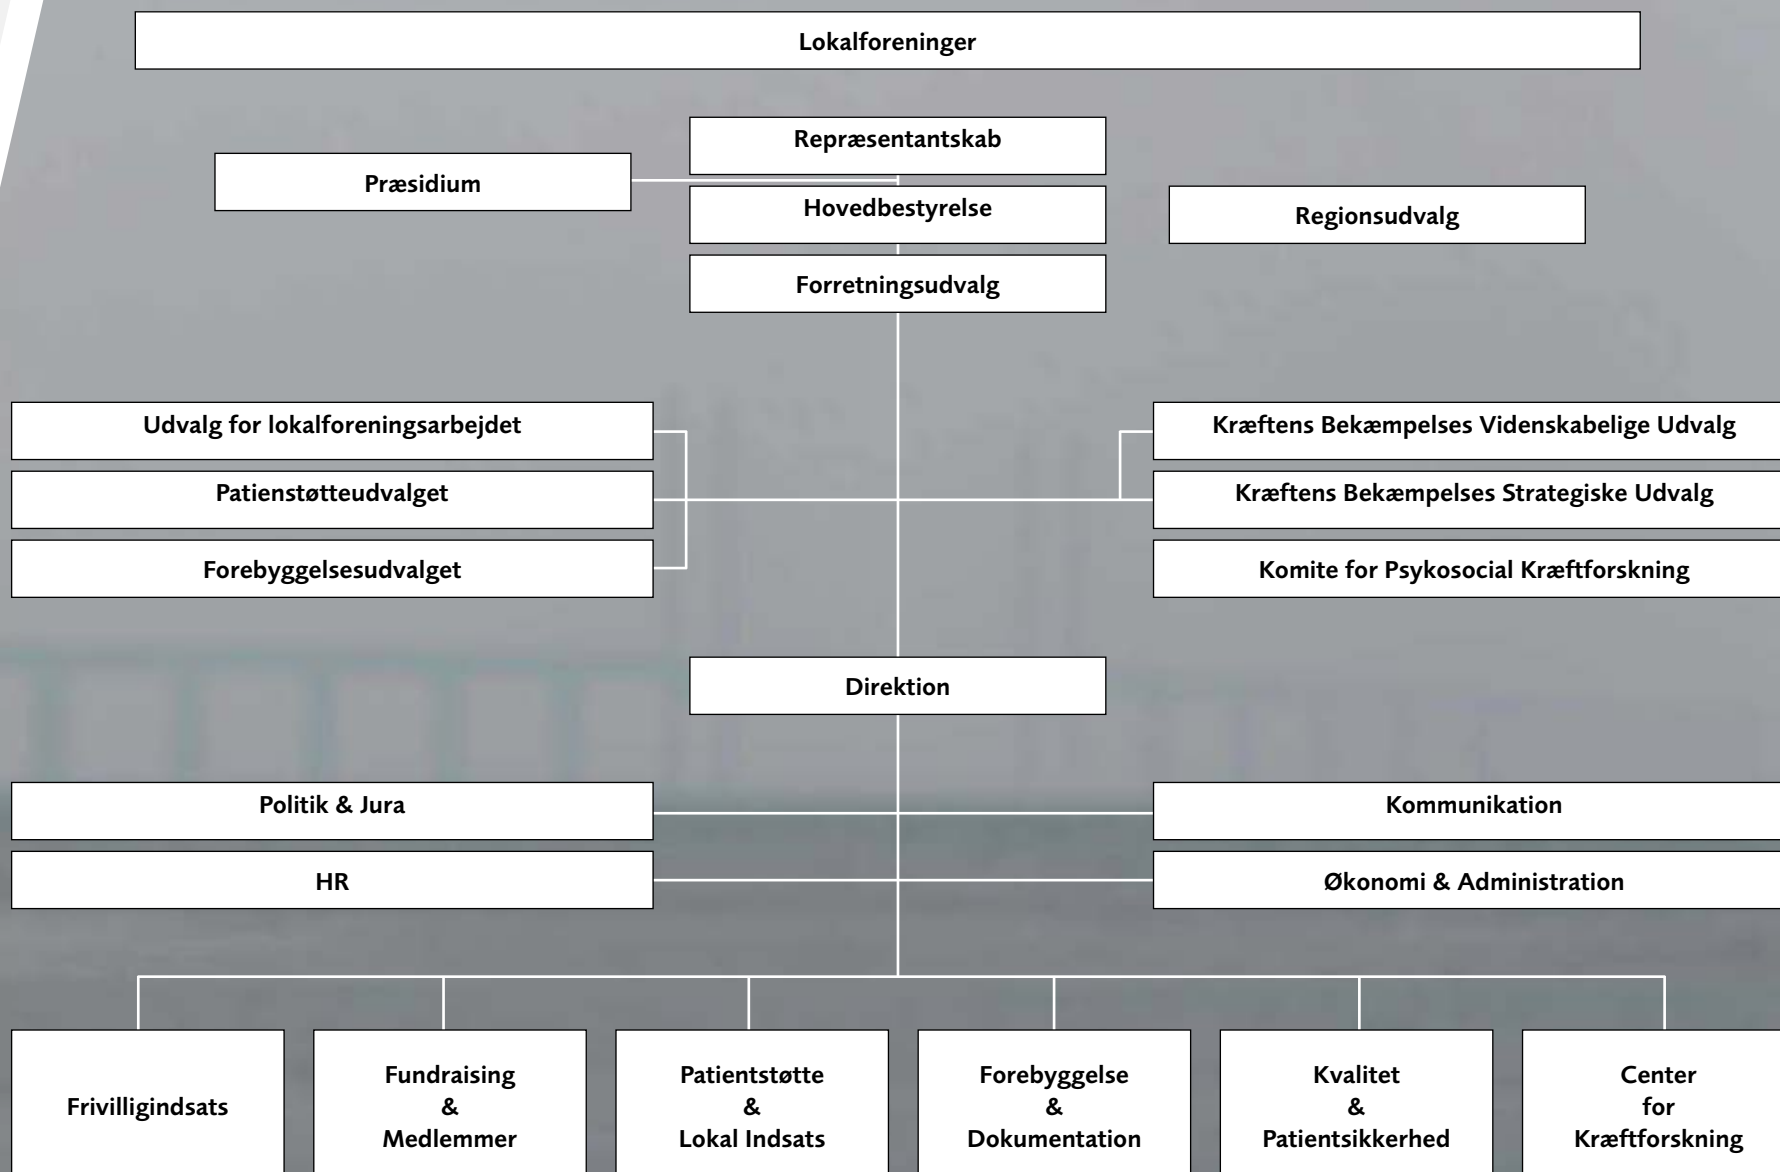 Lokalforeninger
Repræsentantskab
Præsidium
Hovedbestyrelse
Regionsudvalg
Forretningsudvalg
Udvalg for lokalforeningsarbejdet
Kræftens Bekæmpelses Videnskabelige Udvalg
Patienstøtteudvalget
Kræftens Bekæmpelses Strategiske Udvalg
Forebyggelsesudvalget
Komite for Psykosocial Kræftforskning
Direktion
Politik & Jura
Kommunikation
HR
Økonomi & Administration
Frivilligindsats
Fundraising
&
Medlemmer
Patientstøtte
&
Lokal Indsats
Forebyggelse
&
Dokumentation
Kvalitet
&
Patientsikkerhed
Center
for
Kræftforskning